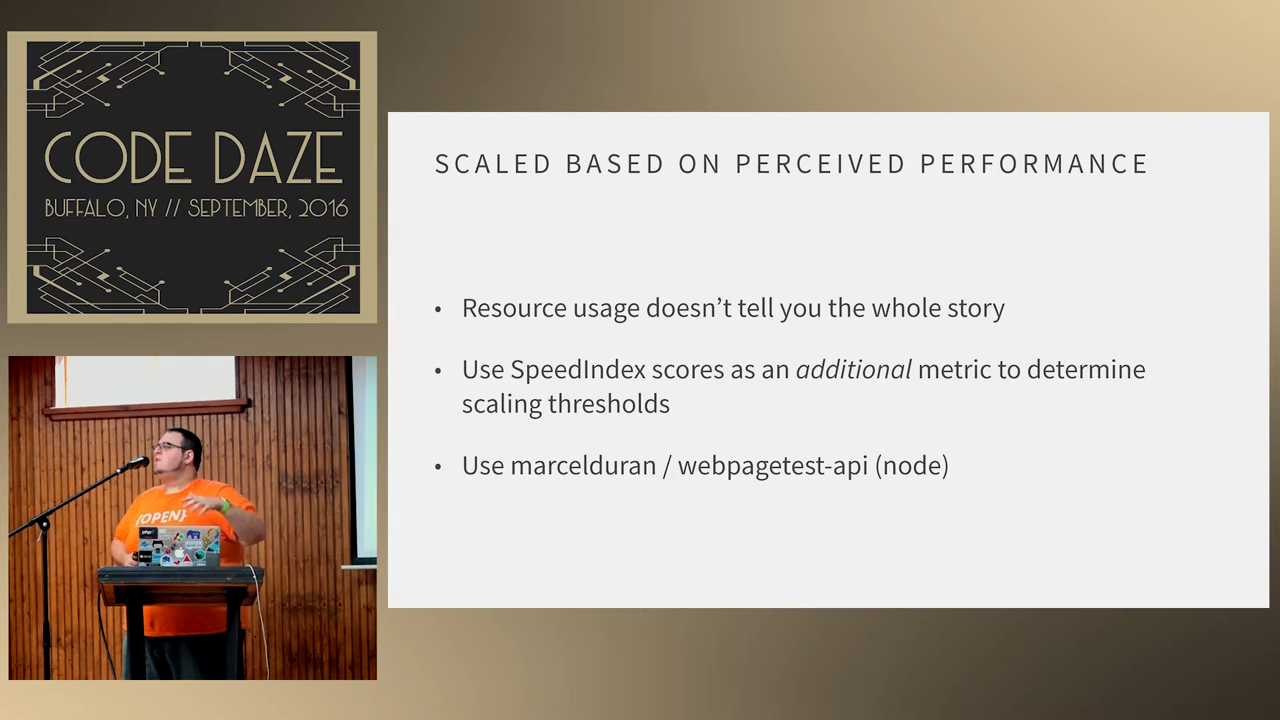 CODE DAZE
BUFFALO, NY // SEPTEMBER, 2016
SCALED BASED ON PERCEIVED PERFORMANCE
• Resource usage doesn’t tell you the whole story
• Use SpeedIndex scores as an additional metric to determine
scaling thresholds
• Use marcelduran / webpagetest-api (node)
{OPEN}
php